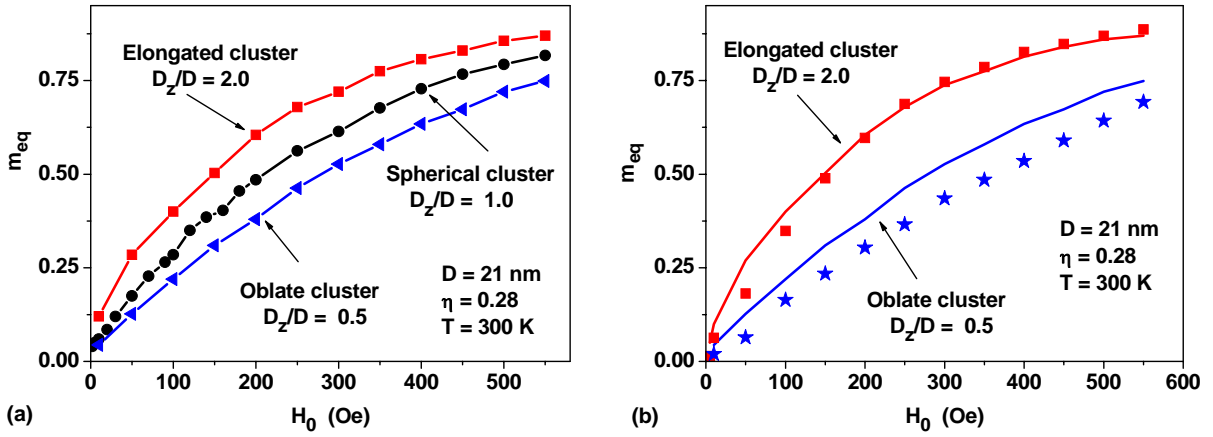 0.75
0.50
0.25
0.00
m_eq
Elongated cluster
D_z/D = 2.0
Spherical cluster
D_z/D = 1.0
Oblate cluster
D_z/D = 0.5
D = 21 nm
η = 0.28
T = 300 K
0 100 200 300 400 500
H_0 (Oe)
(a)
0.75
0.50
0.25
0.00
m_eq
Elongated cluster
D_z/D = 2.0
Oblate cluster
D_z/D = 0.5
D = 21 nm
η = 0.28
T = 300 K
0 100 200 300 400 500 600
H_0 (Oe)
(b)